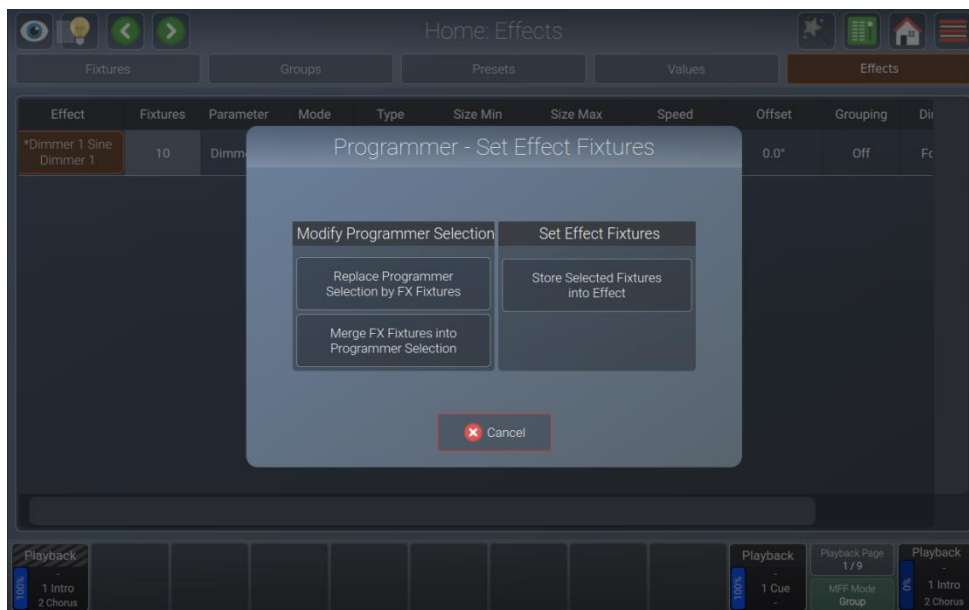 Home: Effects
Fixtures Groups Presets Values Effects
Effect Fixtures Parameter Mode Type Size Min Size Max Speed Offset Grouping
*Dimmer 1 Sine
Dimmer 1
10
0.0°
Off
Programmer - Set Effect Fixtures
Modify Programmer Selection
Replace Programmer
Selection by FX Fixtures
Merge FX Fixtures into
Programmer Selection
Set Effect Fixtures
Store Selected Fixtures
into Effect
Cancel
Playback
-
100%
1 Intro
2 Chorus
Playback
-
100%
1 Cue
-
Playback Page
1 / 9
MFF Mode
Group
Playback
-
0%
1 Intro
2 Chorus